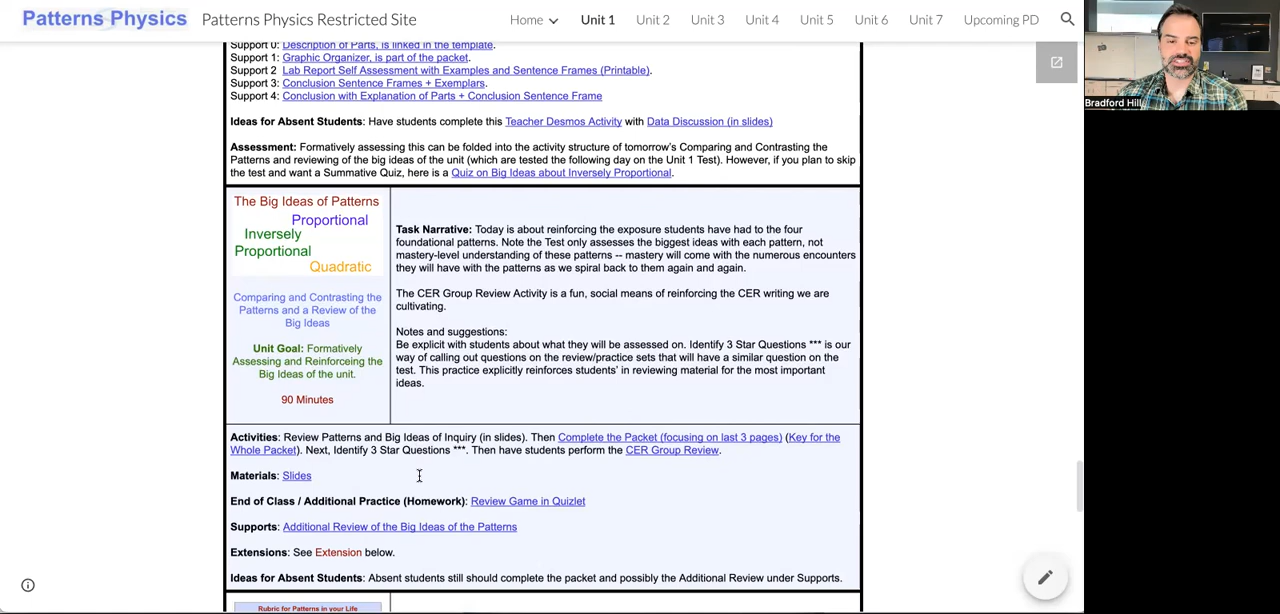 Patterns Physics Patterns Physics Restricted Site Home Unit 1 Unit 2 Unit 3 Unit 4 Unit 5 Unit 6 Unit 7 Upcoming PD
Bradford Hill
Support 0: Description of Parts, is linked in the template.
Support 1: Graphic Organizer, is part of the packet.
Support 2 Lab Report Self Assessment with Examples and Sentence Frames (Printable).
Support 3: Conclusion Sentence Frames + Exemplars.
Support 4: Conclusion with Explanation of Parts + Conclusion Sentence Frame
Ideas for Absent Students: Have students complete this Teacher Desmos Activity with Data Discussion (in slides)
Assessment: Formatively assessing this can be folded into the activity structure of tomorrow's Comparing and Contrasting the
Patterns and reviewing of the big ideas of the unit (which are tested the following day on the Unit 1 Test). However, if you plan to skip
the test and want a Summative Quiz, here is a Quiz on Big Ideas about Inversely Proportional.
The Big Ideas of Patterns
Proportional
Inversely
Proportional
Quadratic
Comparing and Contrasting the
Patterns and a Review of the
Big Ideas
Unit Goal: Formatively
Assessing and Reinforceing the
Big Ideas of the unit.
90 Minutes
Task Narrative: Today is about reinforcing the exposure students have had to the four
foundational patterns. Note the Test only assesses the biggest ideas with each pattern, not
mastery-level understanding of these patterns -- mastery will come with the numerous encounters
they will have with the patterns as we spiral back to them again and again.
The CER Group Review Activity is a fun, social means of reinforcing the CER writing we are
cultivating.
Notes and suggestions:
Be explicit with students about what they will be assessed on. Identify 3 Star Questions *** is our
way of calling out questions on the review/practice sets that will have a similar question on the
test. This practice explicitly reinforces students' in reviewing material for the most important
ideas.
Activities: Review Patterns and Big Ideas of Inquiry (in slides). Then Complete the Packet (focusing on last 3 pages) (Key for the
Whole Packet). Next, Identify 3 Star Questions ***. Then have students perform the CER Group Review.
Materials: Slides
End of Class / Additional Practice (Homework): Review Game in Quizlet
Supports: Additional Review of the Big Ideas of the Patterns
Extensions: See Extension below.
Ideas for Absent Students: Absent students still should complete the packet and possibly the Additional Review under Supports.
Rubric for Patterns in your Life